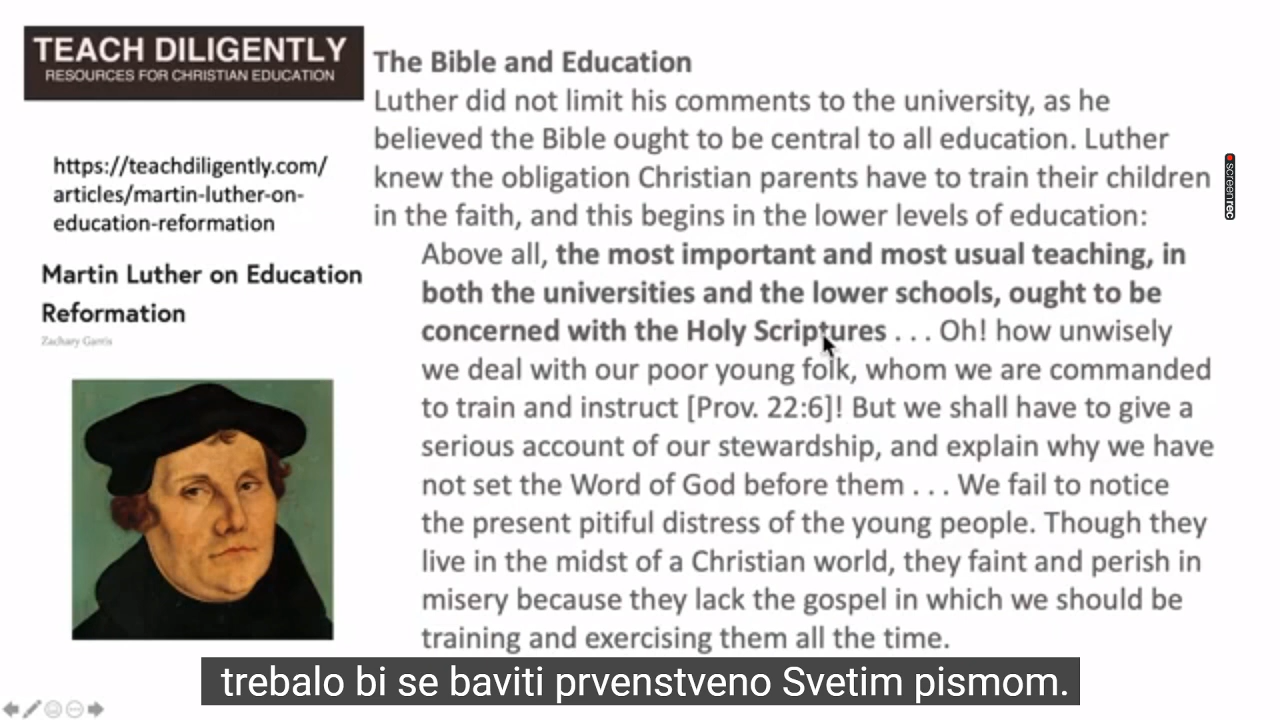 TEACH DILIGENTLY
RESOURCES FOR CHRISTIAN EDUCATION
https://teachdiligently.com/
articles/martin-luther-on-
education-reformation
Martin Luther on Education
Reformation
Zachary Garris
The Bible and Education
Luther did not limit his comments to the university, as he
believed the Bible ought to be central to all education. Luther
knew the obligation Christian parents have to train their children
in the faith, and this begins in the lower levels of education:
Above all, the most important and most usual teaching, in
both the universities and the lower schools, ought to be
concerned with the Holy Scriptures . . . Oh! how unwisely
we deal with our poor young folk, whom we are commanded
to train and instruct [Prov. 22:6]! But we shall have to give a
serious account of our stewardship, and explain why we have
not set the Word of God before them . . . We fail to notice
the present pitiful distress of the young people. Though they
live in the midst of a Christian world, they faint and perish in
misery because they lack the gospel in which we should be
training and exercising them all the time.
screenrec
trebalo bi se baviti prvenstveno Svetim pismom.